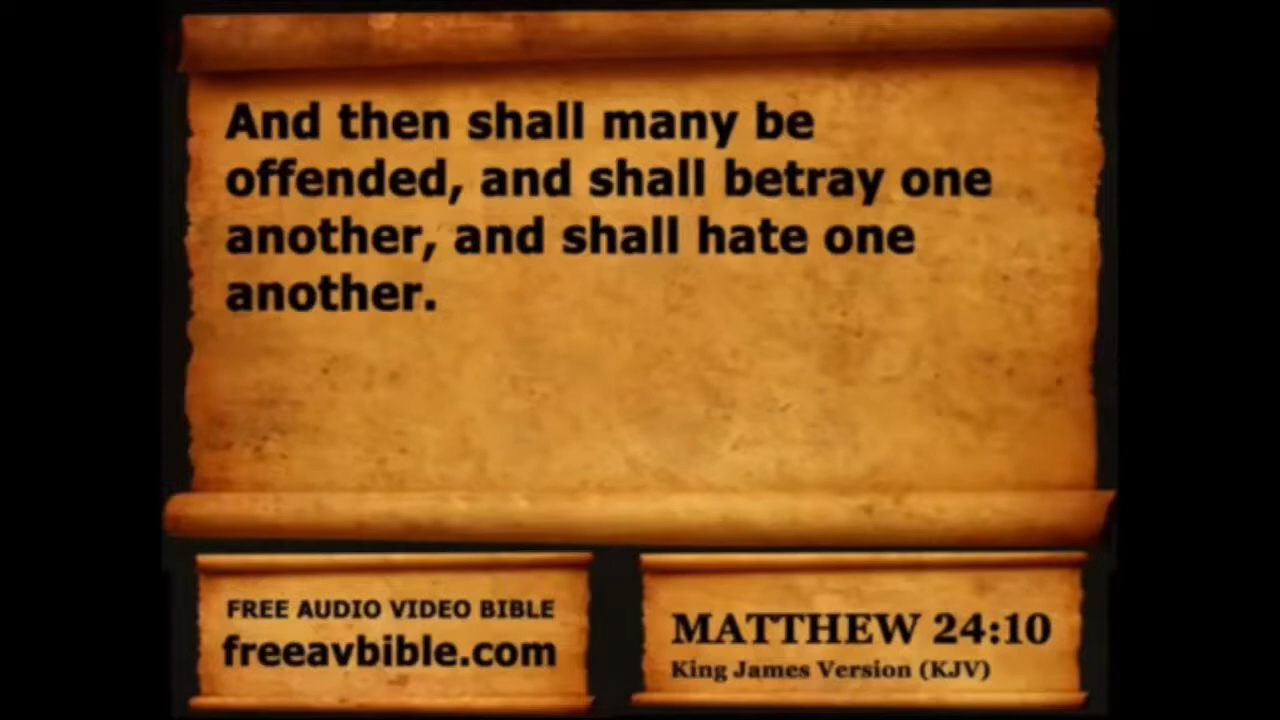 And then shall many be
offended, and shall betray one
another, and shall hate one
another.
FREE AUDIO VIDEO BIBLE
freeavbible.com
MATTHEW 24:10
King James Version (KJV)